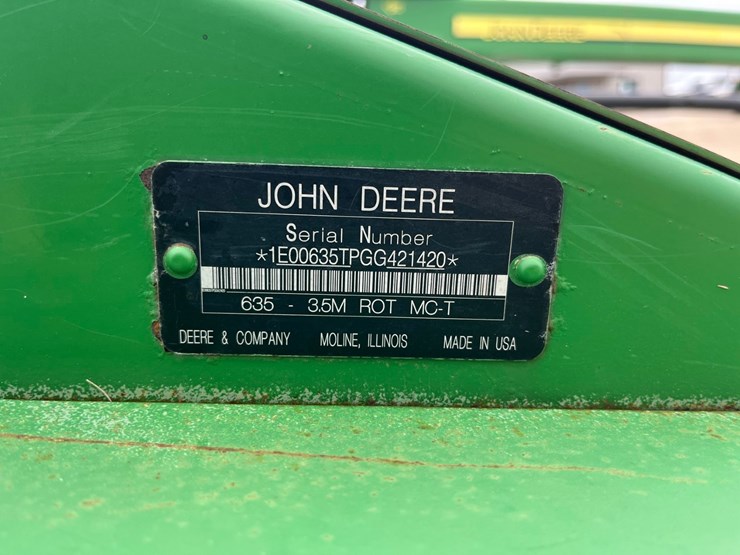 JOHN DEERE
Serial Number
*1E00635TPGG421420*
635 - 3.5M ROT MC-T
DEERE & COMPANY MOLINE, ILLINOIS MADE IN USA